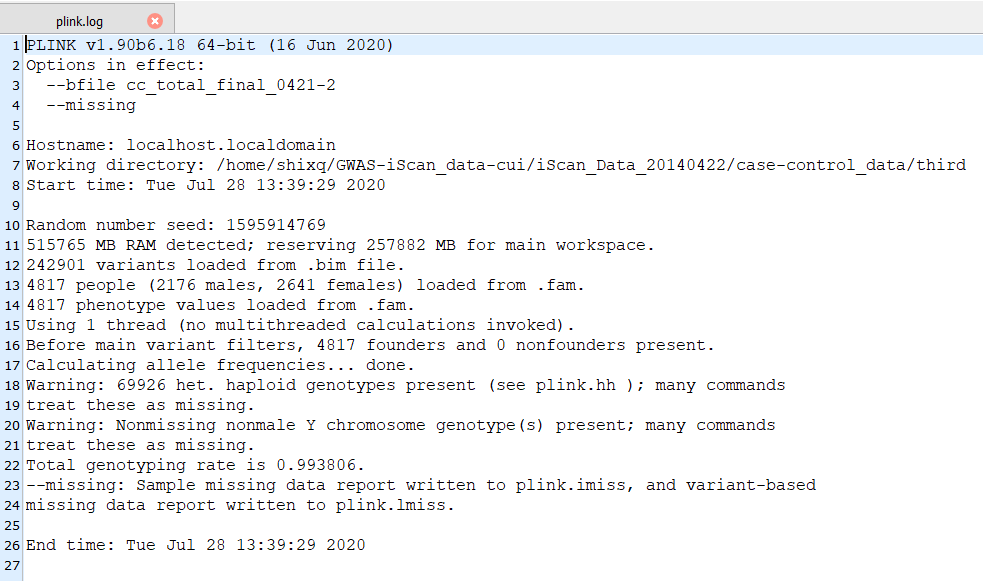 plink.log
1 PLINK v1.90b6.18 64-bit (16 Jun 2020)
2 Options in effect:
3   --bfile cc_total_final_0421-2
4   --missing
5
6 Hostname: localhost.localdomain
7 Working directory: /home/shixq/GWAS-iScan_data-cui/iScan_Data_20140422/case-control_data/third
8 Start time: Tue Jul 28 13:39:29 2020
9
10 Random number seed: 1595914769
11 515765 MB RAM detected; reserving 257882 MB for main workspace.
12 242901 variants loaded from .bim file.
13 4817 people (2176 males, 2641 females) loaded from .fam.
14 4817 phenotype values loaded from .fam.
15 Using 1 thread (no multithreaded calculations invoked).
16 Before main variant filters, 4817 founders and 0 nonfounders present.
17 Calculating allele frequencies... done.
18 Warning: 69926 het. haploid genotypes present (see plink.hh ); many commands
19 treat these as missing.
20 Warning: Nonmissing nonmale Y chromosome genotype(s) present; many commands
21 treat these as missing.
22 Total genotyping rate is 0.993806.
23 --missing: Sample missing data report written to plink.imiss, and variant-based
24 missing data report written to plink.lmiss.
25
26 End time: Tue Jul 28 13:39:29 2020
27